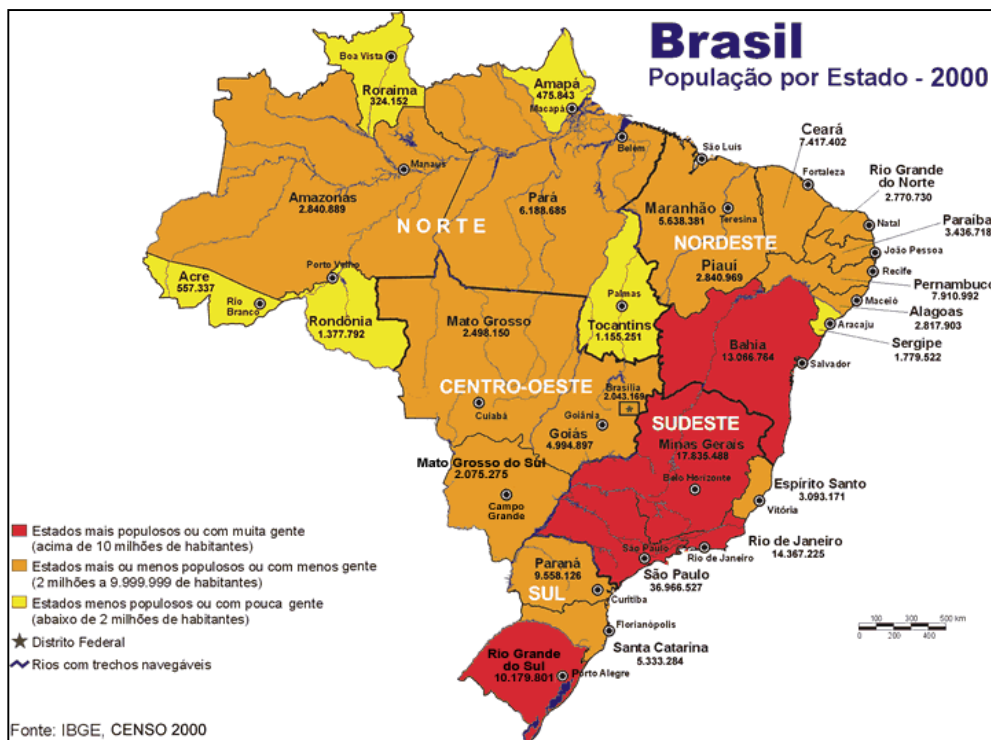 Brasil
População por Estado - 2000
Boa Vista
Roraima
324.152
Amapá
475.843
Macapá
Belém
São Luís
Ceará
7.417.402
Fortaleza
Rio Grande
do Norte
2.770.730
Natal
Paraíba
3.436.718
João Pessoa
Recife
Pernambuco
7.910.992
Maceió
Alagoas
2.817.903
Aracaju
Sergipe
1.779.522
Manaus
Amazonas
2.840.889
NORTE
Pará
6.188.685
Maranhão
5.638.381
Teresina
NORDESTE
Piauí
2.840.969
Acre
557.337
Rio
Branco
Porto Velho
Rondônia
1.377.792
Mato Grosso
2.498.150
Palmas
Tocantins
1.155.251
Bahia
13.066.764
Salvador
CENTRO-OESTE
Cuiabá
Brasília
2.043.169
Goiânia
Goiás
4.994.897
SUDESTE
Minas Gerais
17.835.488
Belo Horizonte
Mato Grosso do Sul
2.075.275
Campo
Grande
Espírito Santo
3.093.171
Vitória
Rio de Janeiro
14.367.225
Rio de Janeiro
São Paulo
São Paulo
36.966.527
Paraná
9.558.126
SUL
Curitiba
Florianópolis
Santa Catarina
5.333.284
Rio Grande
do Sul
10.179.801
Porto Alegre
Estados mais populosos ou com muita gente
(acima de 10 milhões de habitantes)
Estados mais ou menos populosos ou com menos gente
(2 milhões a 9.999.999 de habitantes)
Estados menos populosos ou com pouca gente
(abaixo de 2 milhões de habitantes)
Distrito Federal
Rios com trechos navegáveis
0 100 200 300 400 500 km
Fonte: IBGE, CENSO 2000